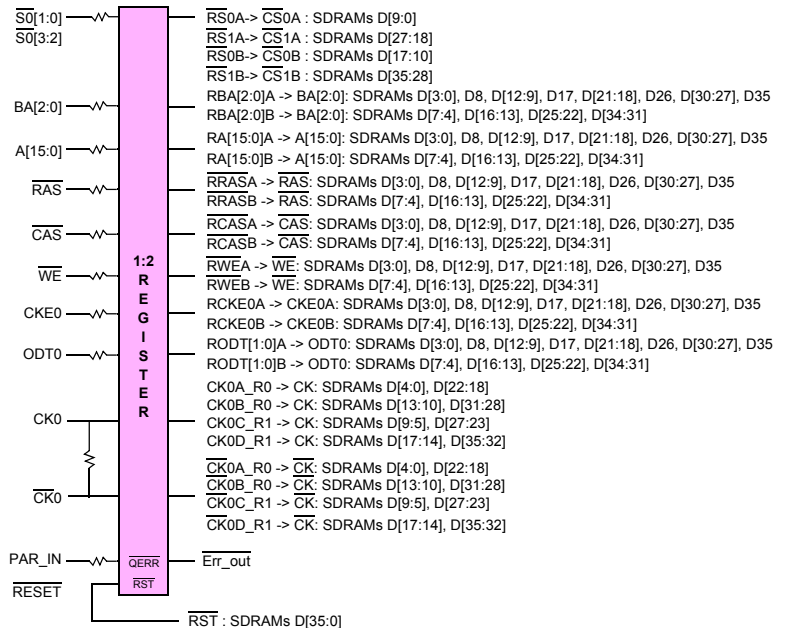 S0[1:0]
S0[3:2]
RS0A-> CS0A : SDRAMs D[9:0]
RS1A-> CS1A : SDRAMs D[27:18]
RS0B-> CS0B : SDRAMs D[17:10]
RS1B-> CS1B : SDRAMs D[35:28]
BA[2:0]
RBA[2:0]A -> BA[2:0]: SDRAMs D[3:0], D8, D[12:9], D17, D[21:18], D26, D[30:27], D35
RBA[2:0]B -> BA[2:0]: SDRAMs D[7:4], D[16:13], D[25:22], D[34:31]
A[15:0]
RA[15:0]A -> A[15:0]: SDRAMs D[3:0], D8, D[12:9], D17, D[21:18], D26, D[30:27], D35
RA[15:0]B -> A[15:0]: SDRAMs D[7:4], D[16:13], D[25:22], D[34:31]
RAS
RRASA -> RAS: SDRAMs D[3:0], D8, D[12:9], D17, D[21:18], D26, D[30:27], D35
RRASB -> RAS: SDRAMs D[7:4], D[16:13], D[25:22], D[34:31]
CAS
RCASA -> CAS: SDRAMs D[3:0], D8, D[12:9], D17, D[21:18], D26, D[30:27], D35
RCASB -> CAS: SDRAMs D[7:4], D[16:13], D[25:22], D[34:31]
WE
RWEA -> WE: SDRAMs D[3:0], D8, D[12:9], D17, D[21:18], D26, D[30:27], D35
RWEB -> WE: SDRAMs D[7:4], D[16:13], D[25:22], D[34:31]
CKE0
RCKE0A -> CKE0A: SDRAMs D[3:0], D8, D[12:9], D17, D[21:18], D26, D[30:27], D35
RCKE0B -> CKE0B: SDRAMs D[7:4], D[16:13], D[25:22], D[34:31]
ODT0
RODT[1:0]A -> ODT0: SDRAMs D[3:0], D8, D[12:9], D17, D[21:18], D26, D[30:27], D35
RODT[1:0]B -> ODT0: SDRAMs D[7:4], D[16:13], D[25:22], D[34:31]
1:2
R
E
G
I
S
T
E
R
CK0
CK0A_R0 -> CK: SDRAMs D[4:0], D[22:18]
CK0B_R0 -> CK: SDRAMs D[13:10], D[31:28]
CK0C_R1 -> CK: SDRAMs D[9:5], D[27:23]
CK0D_R1 -> CK: SDRAMs D[17:14], D[35:32]
CK0
CK0A_R0 -> CK: SDRAMs D[4:0], D[22:18]
CK0B_R0 -> CK: SDRAMs D[13:10], D[31:28]
CK0C_R1 -> CK: SDRAMs D[9:5], D[27:23]
CK0D_R1 -> CK: SDRAMs D[17:14], D[35:32]
PAR_IN
QERR
Err_out
RESET
RST
RST : SDRAMs D[35:0]